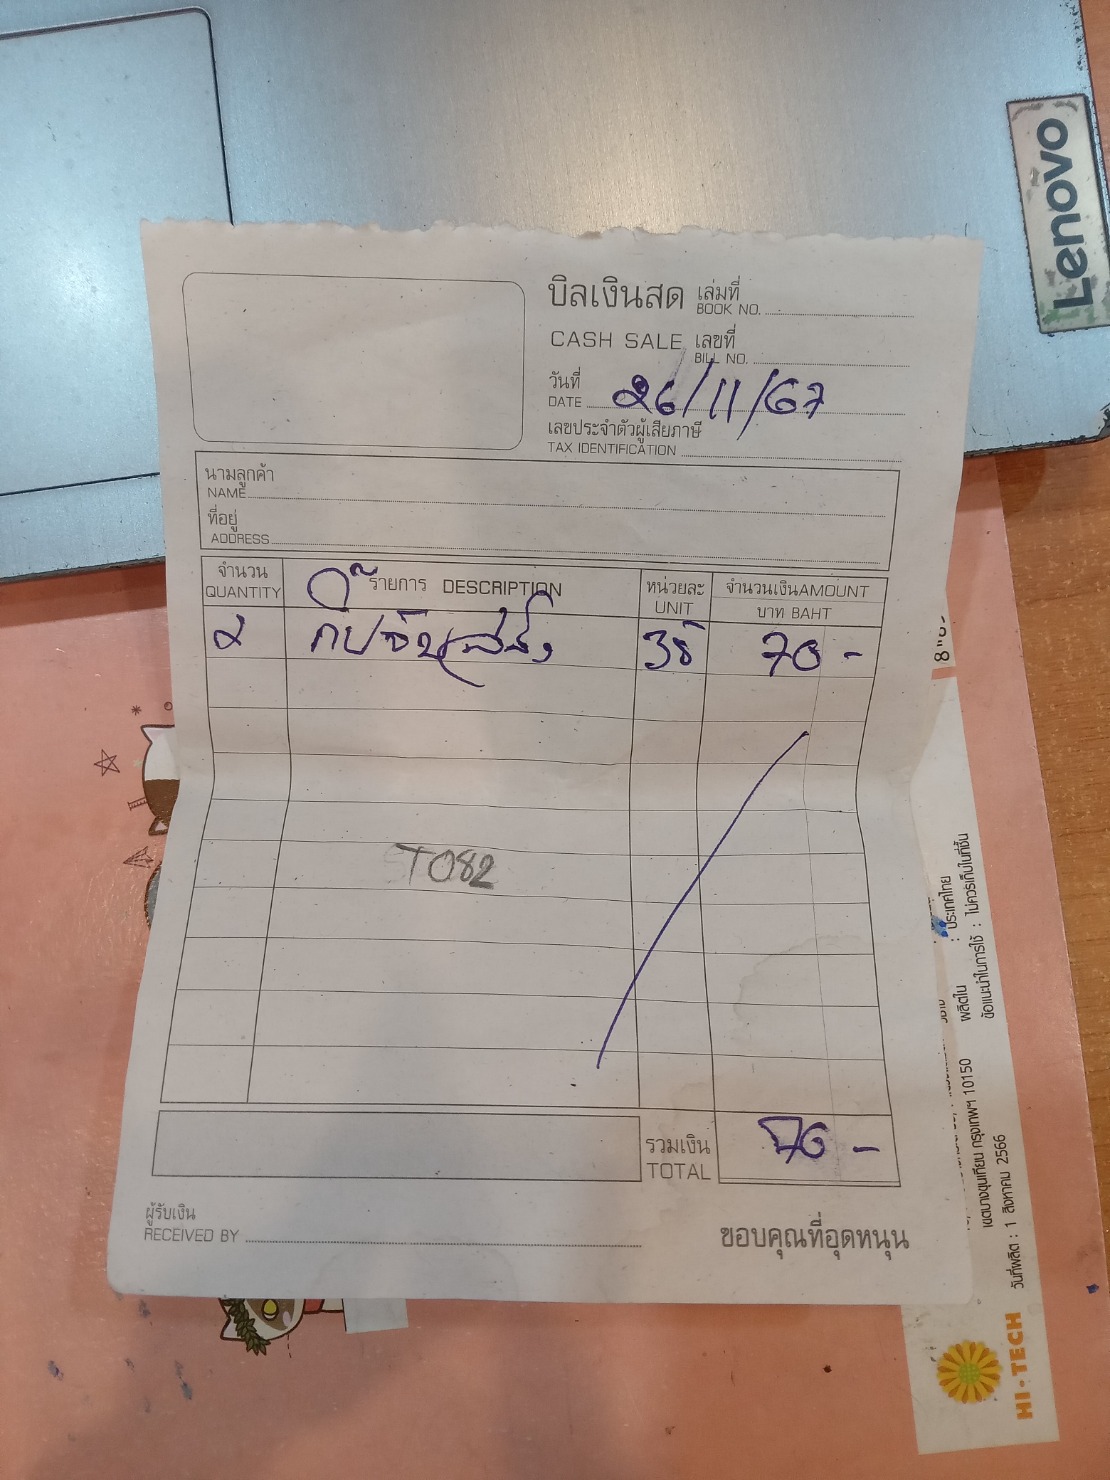 Lenovo
บิลเงินสด เล่มที่
BOOK NO.
CASH SALE เลขที่
BILL NO.
วันที่
DATE 26/11/67
เลขประจำตัวผู้เสียภาษี
TAX IDENTIFICATION
นามลูกค้า
NAME
ที่อยู่
ADDRESS
จำนวน รายการ DESCRIPTION หน่วยละ จำนวนเงิน AMOUNT
QUANTITY UNIT บาท BAHT
2 35 70 -
T082
รวมเงิน 70 -
TOTAL
ผู้รับเงิน
RECEIVED BY
ขอบคุณที่อุดหนุน
: ประเทศไทย
ผลิตใน
ข้อแนะนำในการใช้ : ไม่ควรเก็บในที่ชื้น
เขตบางขุนเทียน กรุงเทพฯ 10150
วันที่ผลิต : 1 สิงหาคม 2566
HI-TECH